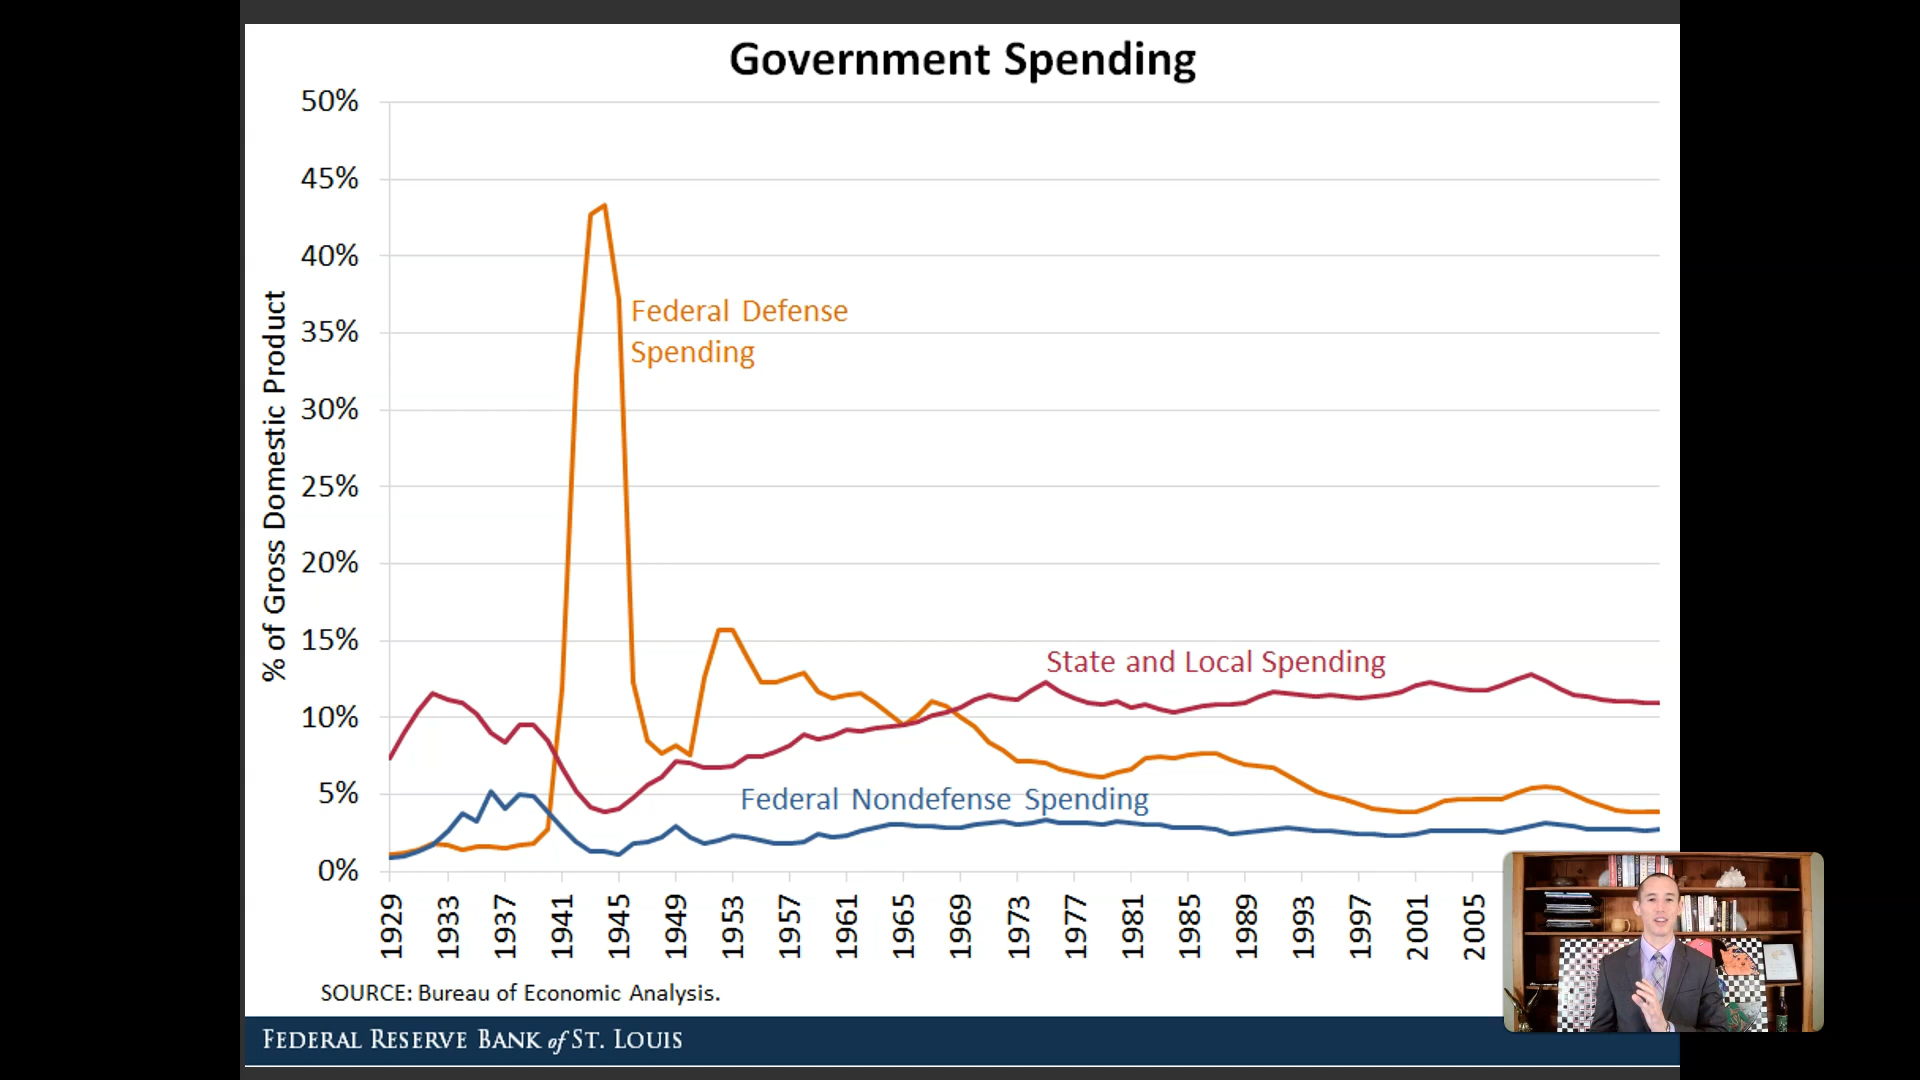 Government Spending
50%
45%
40%
35%
30%
25%
20%
15%
10%
5%
0%
% of Gross Domestic Product
Federal Defense
Spending
State and Local Spending
Federal Nondefense Spending
1929 1933 1937 1941 1945 1949 1953 1957 1961 1965 1969 1973 1977 1981 1985 1989 1993 1997 2001 2005
SOURCE: Bureau of Economic Analysis.
FEDERAL RESERVE BANK of ST. LOUIS